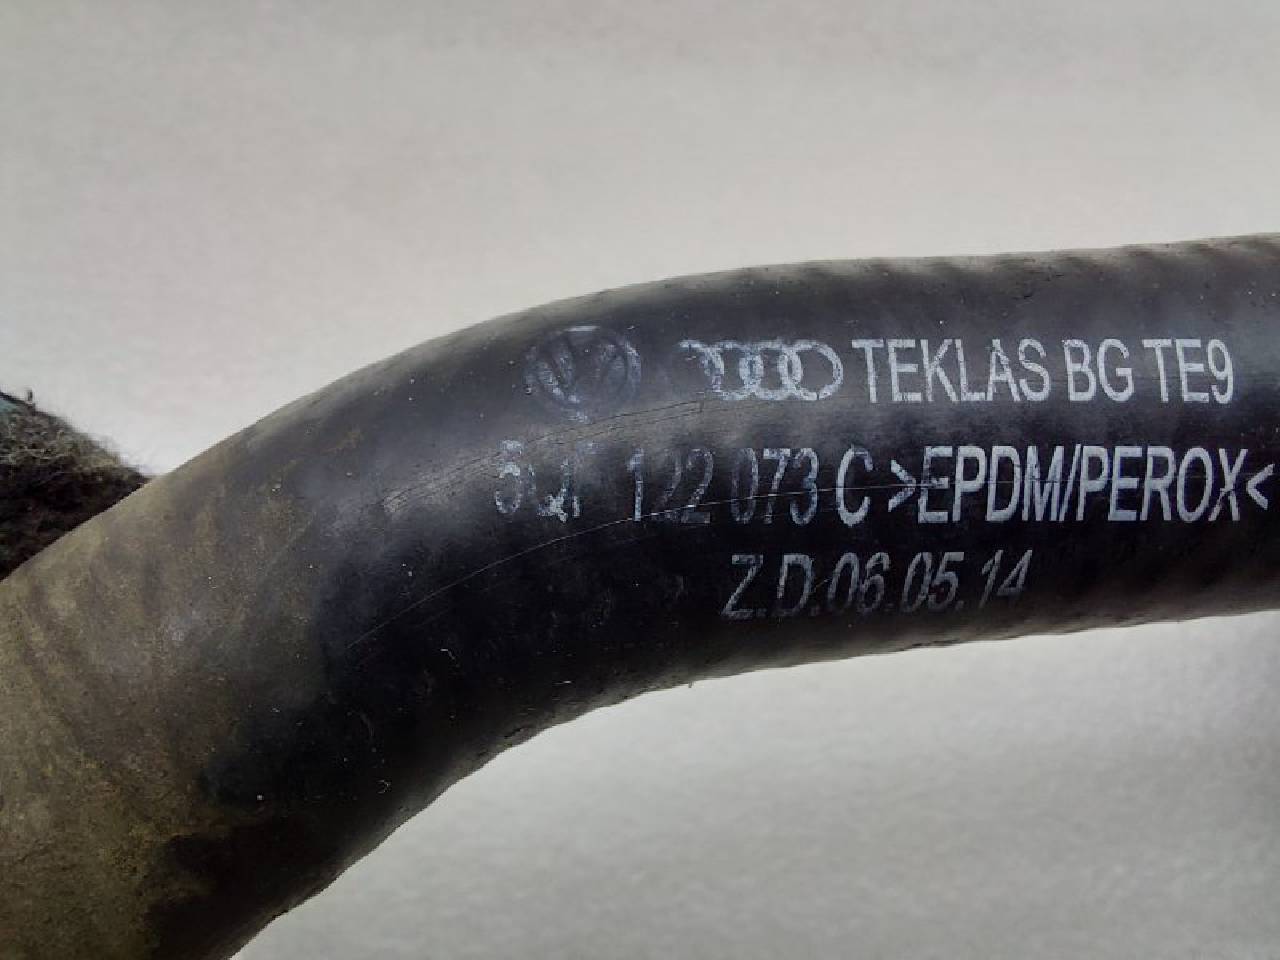 TEKLAS BG TE9
122 073 C >EPDM/PEROX<
Z.D.06.05.14